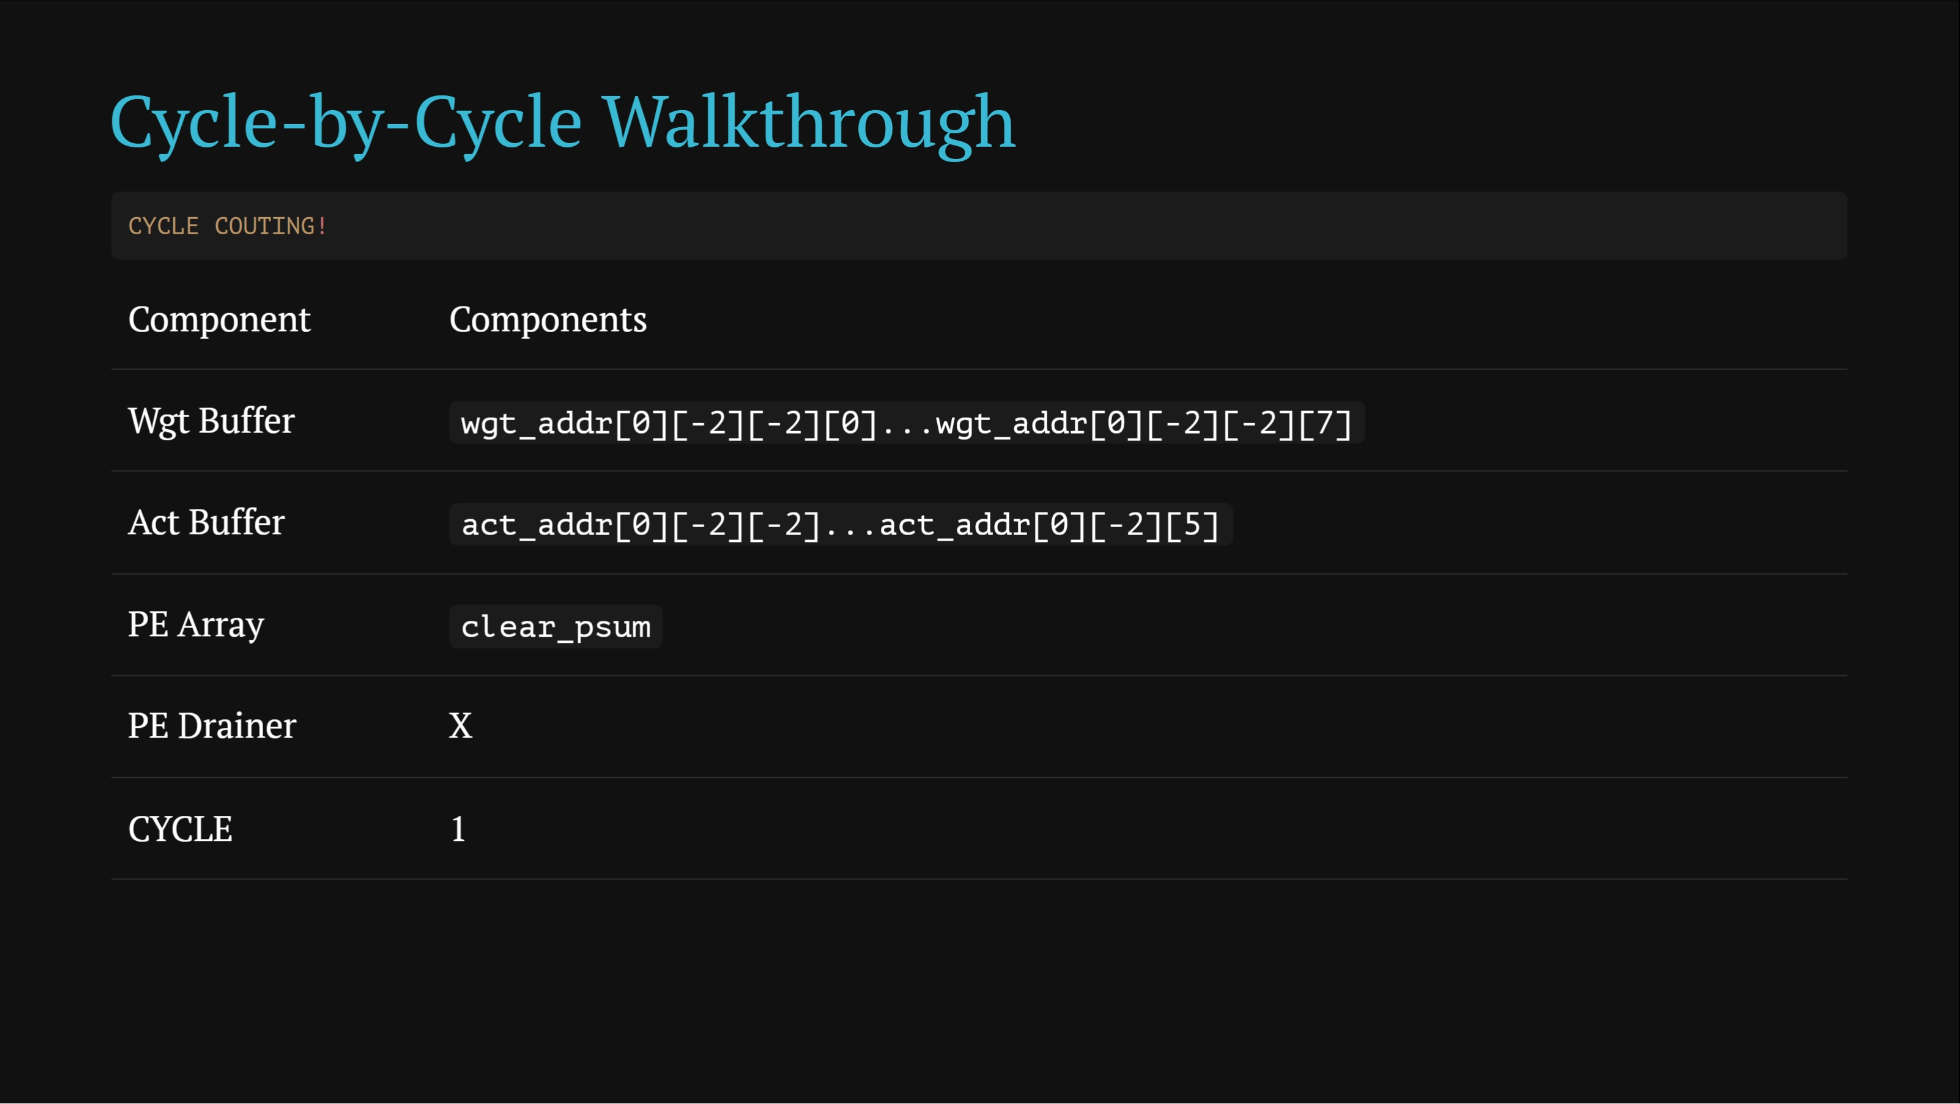 Cycle-by-Cycle Walkthrough
CYCLE COUTING!
Component Components
Wgt Buffer wgt_addr[0][-2][-2][0]...wgt_addr[0][-2][-2][7]
Act Buffer act_addr[0][-2][-2]...act_addr[0][-2][5]
PE Array clear_psum
PE Drainer X
CYCLE 1